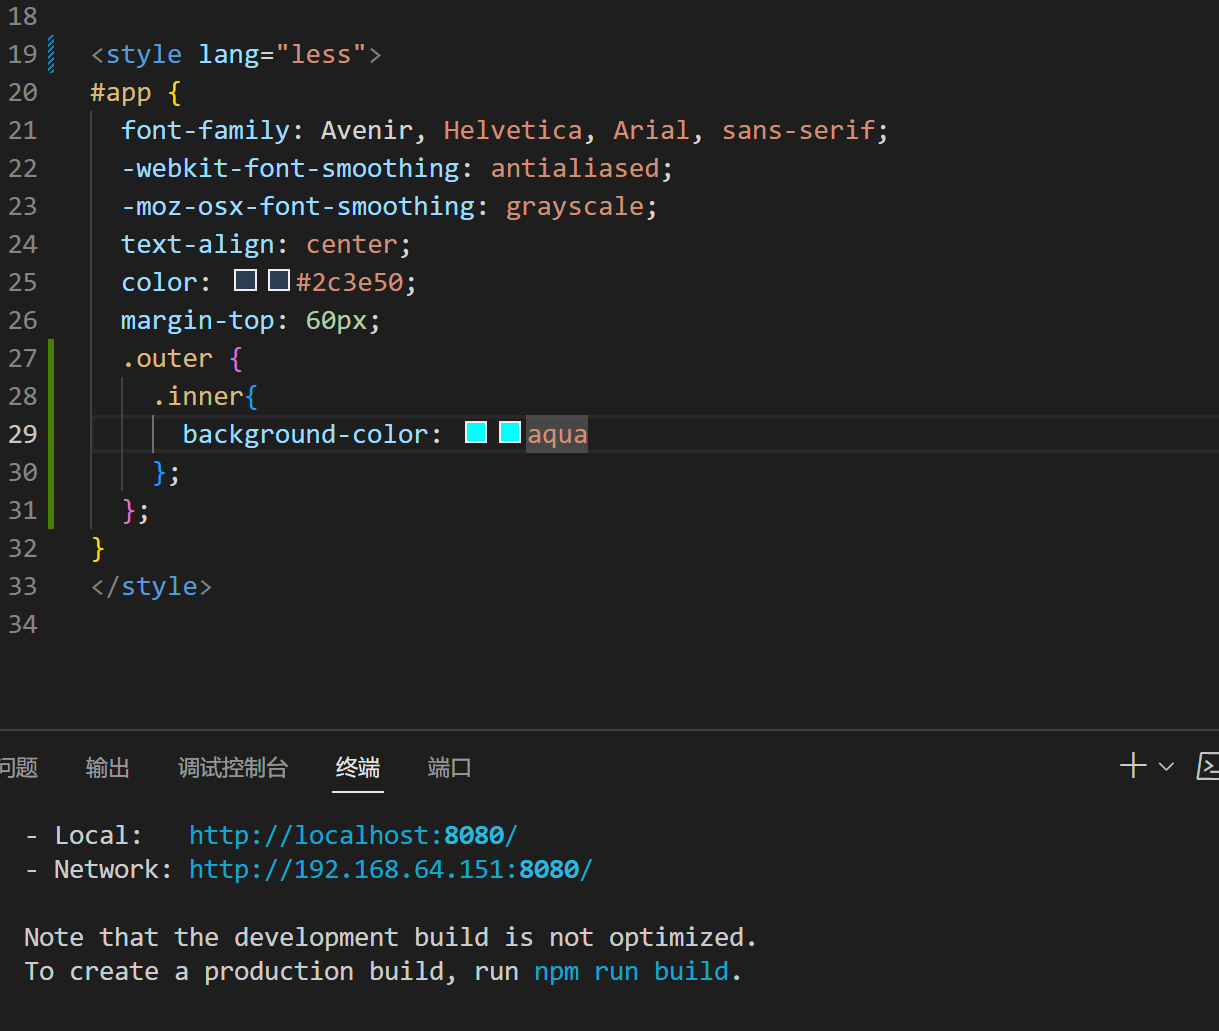 18
19 <style lang="less">
20 #app {
21 font-family: Avenir, Helvetica, Arial, sans-serif;
22 -webkit-font-smoothing: antialiased;
23 -moz-osx-font-smoothing: grayscale;
24 text-align: center;
25 color: #2c3e50;
26 margin-top: 60px;
27 .outer {
28 .inner{
29 background-color: aqua
30 };
31 };
32 }
33 </style>
34
问题 输出 调试控制台 终端 端口
- Local: http://localhost:8080/
- Network: http://192.168.64.151:8080/
Note that the development build is not optimized.
To create a production build, run npm run build.